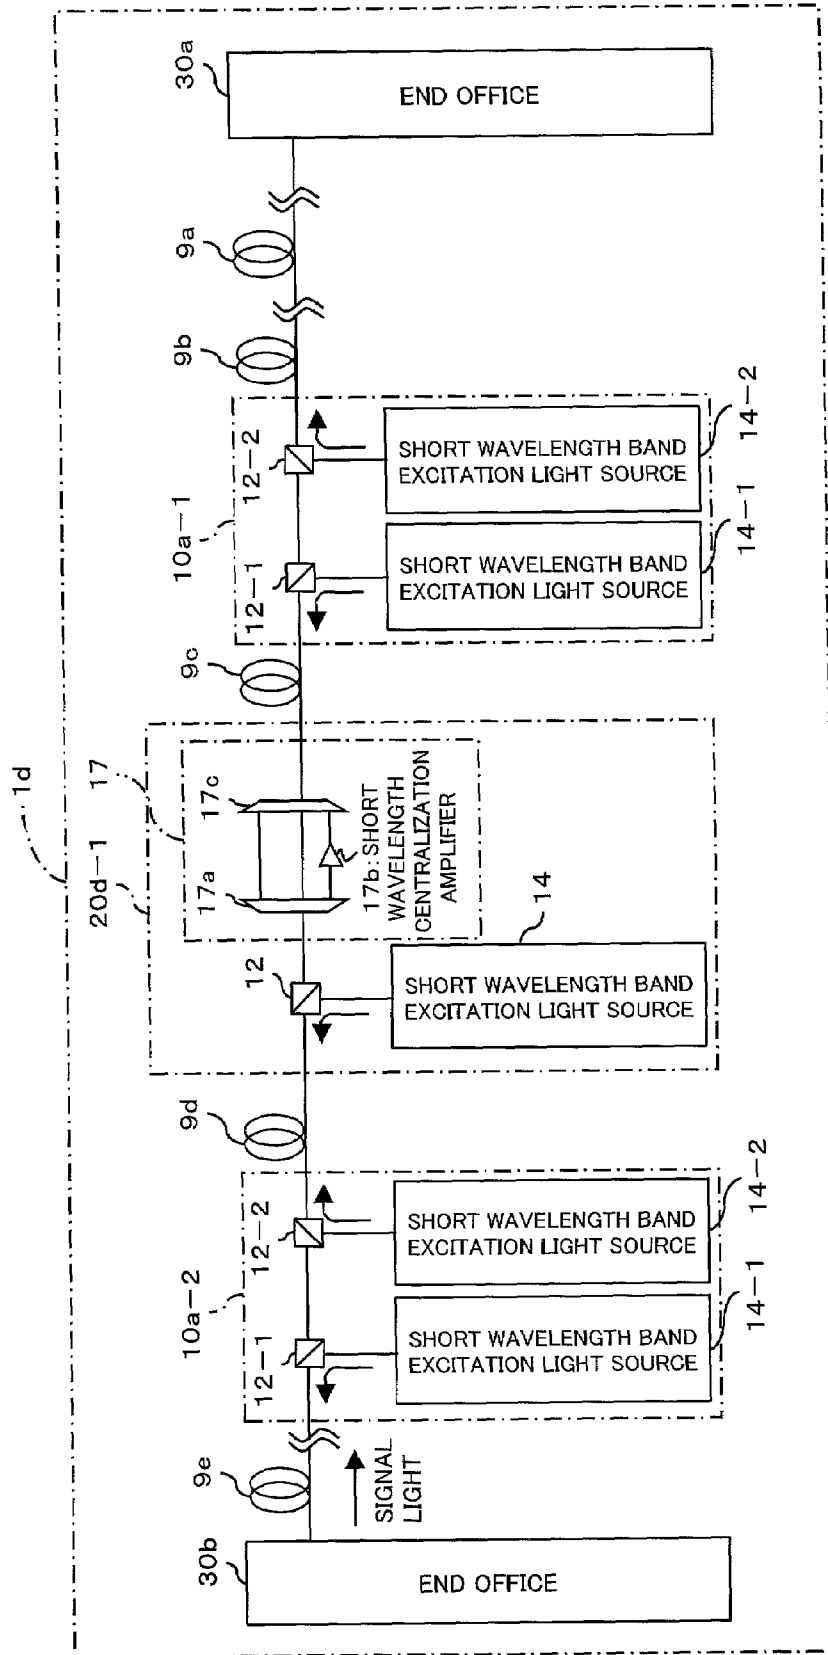 30a
END OFFICE
9a
9b
12-2
10a-1
12-1
SHORT WAVELENGTH BAND
EXCITATION LIGHT SOURCE
14-2
SHORT WAVELENGTH BAND
EXCITATION LIGHT SOURCE
14-1
9c
1d
17
20d-1
17c
17a
17b:SHORT
WAVELENGTH
CENTRALIZATION
AMPLIFIER
14
12
SHORT WAVELENGTH BAND
EXCITATION LIGHT SOURCE
9d
12-2
10a-2
12-1
SHORT WAVELENGTH BAND
EXCITATION LIGHT SOURCE
14-2
SHORT WAVELENGTH BAND
EXCITATION LIGHT SOURCE
14-1
9e
SIGNAL
LIGHT
30b
END OFFICE